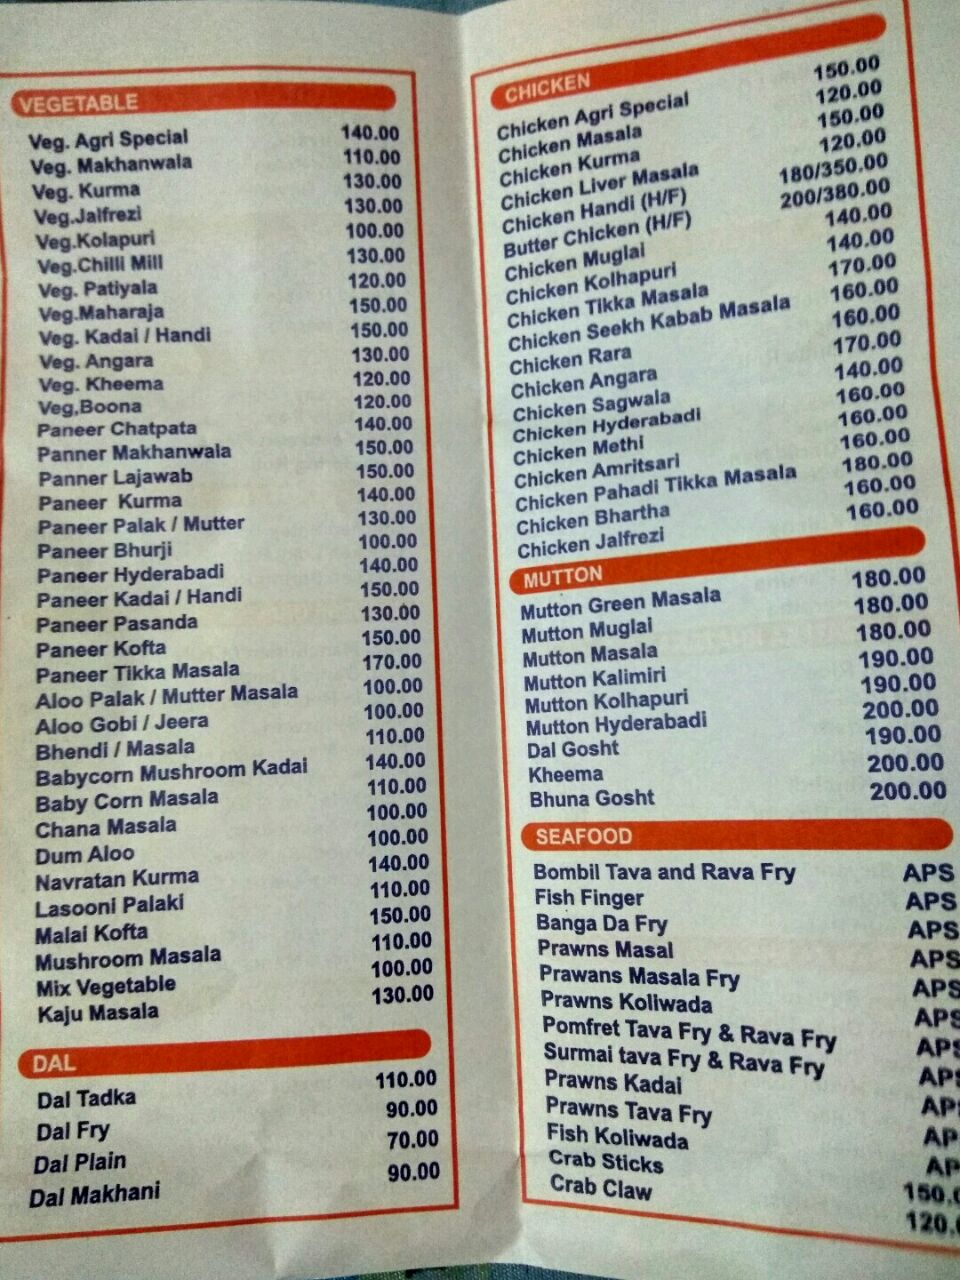 VEGETABLE
Veg. Agri Special 140.00
Veg. Makhanwala 110.00
Veg. Kurma 130.00
Veg.Jalfrezi 130.00
Veg.Kolapuri 100.00
Veg.Chilli Mill 130.00
Veg. Patiyala 120.00
Veg.Maharaja 150.00
Veg. Kadai / Handi 150.00
Veg. Angara 130.00
Veg. Kheema 120.00
Veg,Boona 120.00
Paneer Chatpata 140.00
Panner Makhanwala 150.00
Panner Lajawab 150.00
Paneer Kurma 140.00
Paneer Palak / Mutter 130.00
Paneer Bhurji 100.00
Paneer Hyderabadi 140.00
Paneer Kadai / Handi 150.00
Paneer Pasanda 130.00
Paneer Kofta 150.00
Paneer Tikka Masala 170.00
Aloo Palak / Mutter Masala 100.00
Aloo Gobi / Jeera 100.00
Bhendi / Masala 110.00
Babycorn Mushroom Kadai 140.00
Baby Corn Masala 110.00
Chana Masala 100.00
Dum Aloo 100.00
Navratan Kurma 140.00
Lasooni Palaki 110.00
Malai Kofta 150.00
Mushroom Masala 110.00
Mix Vegetable 100.00
Kaju Masala 130.00
DAL
Dal Tadka 110.00
Dal Fry 90.00
Dal Plain 70.00
Dal Makhani 90.00
CHICKEN
Chicken Agri Special 150.00
Chicken Masala 120.00
Chicken Kurma 150.00
Chicken Liver Masala 120.00
Chicken Handi (H/F) 180/350.00
Butter Chicken (H/F) 200/380.00
Chicken Muglai 140.00
Chicken Kolhapuri 140.00
Chicken Tikka Masala 170.00
Chicken Seekh Kabab Masala 160.00
Chicken Rara 160.00
Chicken Angara 170.00
Chicken Sagwala 140.00
Chicken Hyderabadi 160.00
Chicken Methi 160.00
Chicken Amritsari 160.00
Chicken Pahadi Tikka Masala 180.00
Chicken Bhartha 160.00
Chicken Jalfrezi 160.00
MUTTON
Mutton Green Masala 180.00
Mutton Muglai 180.00
Mutton Masala 180.00
Mutton Kalimiri 190.00
Mutton Kolhapuri 190.00
Mutton Hyderabadi 200.00
Dal Gosht 190.00
Kheema 200.00
Bhuna Gosht 200.00
SEAFOOD
Bombil Tava and Rava Fry APS
Fish Finger APS
Banga Da Fry APS
Prawns Masal APS
Prawans Masala Fry APS
Prawns Koliwada APS
Pomfret Tava Fry & Rava Fry APS
Surmai tava Fry & Rava Fry APS
Prawns Kadai AP
Prawns Tava Fry AP
Fish Koliwada AP
Crab Sticks 150.0
Crab Claw 120.